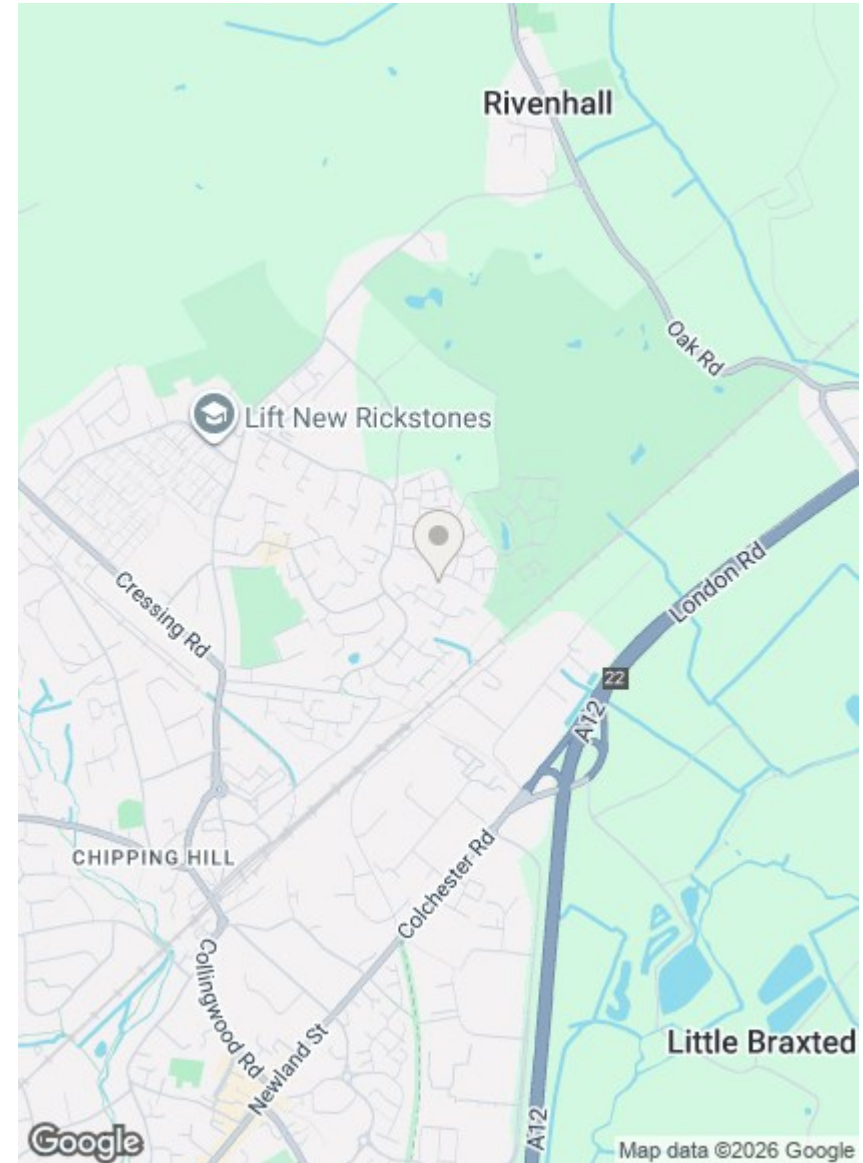 Rivenhall
Oak Rd
Lift New Rickstones
London Rd
Cressing Rd
22
A12
CHIPPING HILL
Colchester Rd
Collingwood Rd
Newland St
Little Braxted
A12
Google
Map data ©2026 Google